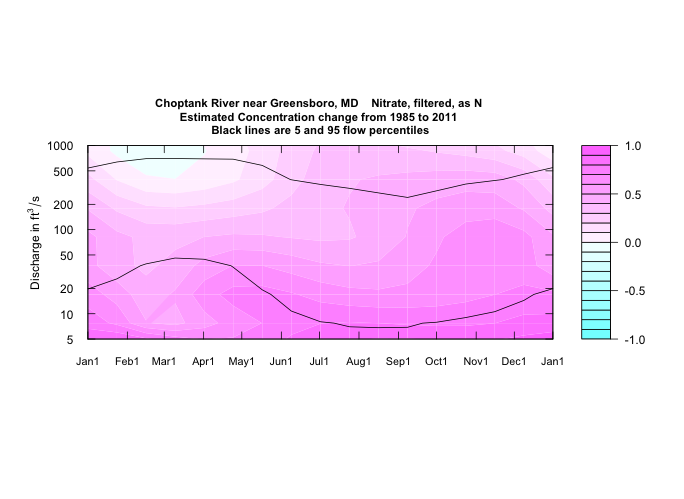 Choptank River near Greensboro, MD    Nitrate, filtered, as N
Estimated Concentration change from 1985 to 2011
Black lines are 5 and 95 flow percentiles
Discharge in ft³/s
1000
500
200
100
50
20
10
5
Jan1 Feb1 Mar1 Apr1 May1 Jun1 Jul1 Aug1 Sep1 Oct1 Nov1 Dec1 Jan1
1.0
0.5
0.0
-0.5
-1.0